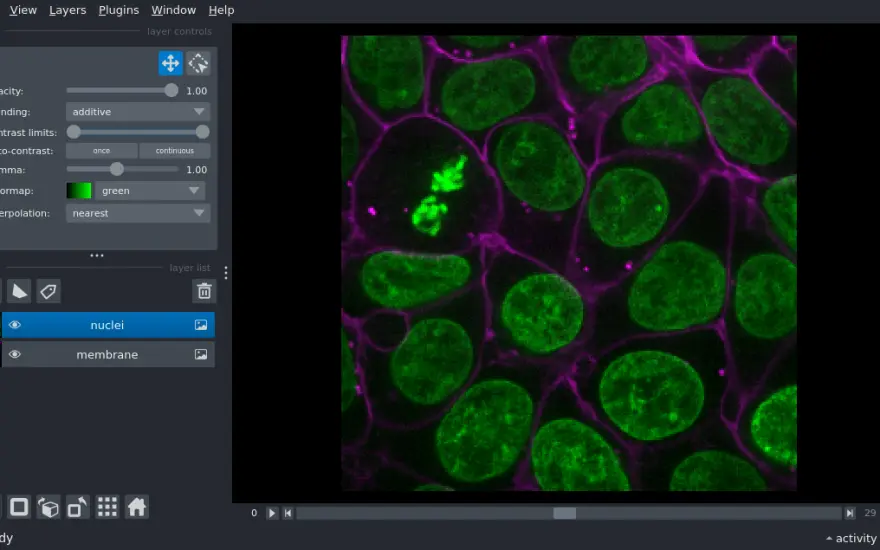 View Layers Plugins Window Help
layer controls
acity: 1.00
nding: additive
ntrast limits:
to-contrast: once continuous
mma: 1.00
ormap: green
erpolation: nearest
layer list
nuclei
membrane
0 29
dy activity